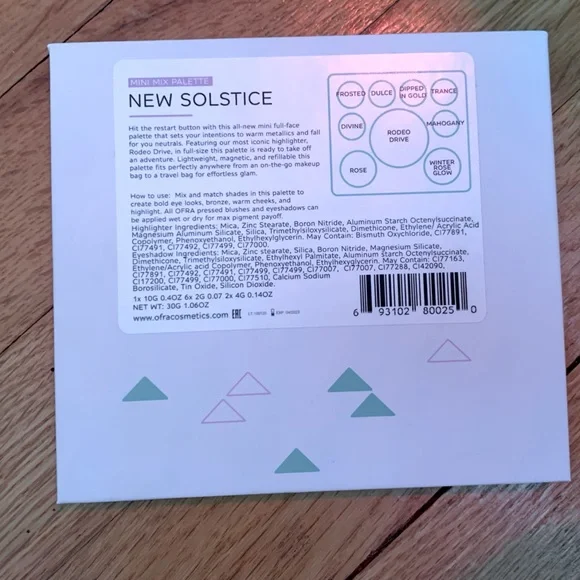 MINI MIX PALETTE
NEW SOLSTICE
Hit the restart button with this all-new mini full-face
palette that sets your intentions to warm metallics and fall
for you neutrals. Featuring our most iconic highlighter,
Rodeo Drive, in full-size this palette is ready to take off
an adventure. Lightweight, magnetic, and refillable this
palette fits perfectly anywhere from an on-the-go makeup
bag to a travel bag for effortless glam.
How to use: Mix and match shades in this palette to
create bold eye looks, bronze, warm cheeks, and
highlight. All OFRA pressed blushes and eyeshadows can
be applied wet or dry for max pigment payoff.
Highlighter Ingredients: Mica, Zinc Stearate, Boron Nitride, Aluminum Starch Octenylsuccinate,
Magnesium Aluminum Silicate, Silica, Trimethylsiloxysilicate, Dimethicone, Ethylene/ Acrylic Acid
Copolymer, Phenoxyethanol, Ethylhexylglycerin. May Contain: Bismuth Oxychloride, CI77891,
CI77491, CI77492, CI77499, CI17000.
Eyeshadow Ingredients: Mica, Zinc stearate, Silica, Boron Nitride, Magnesium Silicate,
Dimethicone, Trimethylsiloxysilicate, Ethylhexyl Palmitate, Aluminum starch Octenylsuccinate,
Ethylene/Acrylic acid Copolymer, Phenoxyethanol, Ethylhexyglycerin, May Contain: CI77163,
CI77891, CI77492, CI77491, CI77499, CI77499, CI77007, CI77007, CI77288, CI42090,
CI17200, CI77499, CI77000, CI77510, Calcium Sodium
Borosilicate, Tin Oxide, Silicon Dioxide.
1x 10G 0.4OZ 6x 2G 0.07 2x 4G 0.14OZ
NET WT: 30G 1.06OZ
www.ofracosmetics.com EAC
FROSTED
DULCE
DIPPED
IN GOLD
TRANCE
DIVINE
RODEO
DRIVE
MAHOGANY
ROSE
WINTER
ROSE
GLOW
6 93102 80025 0